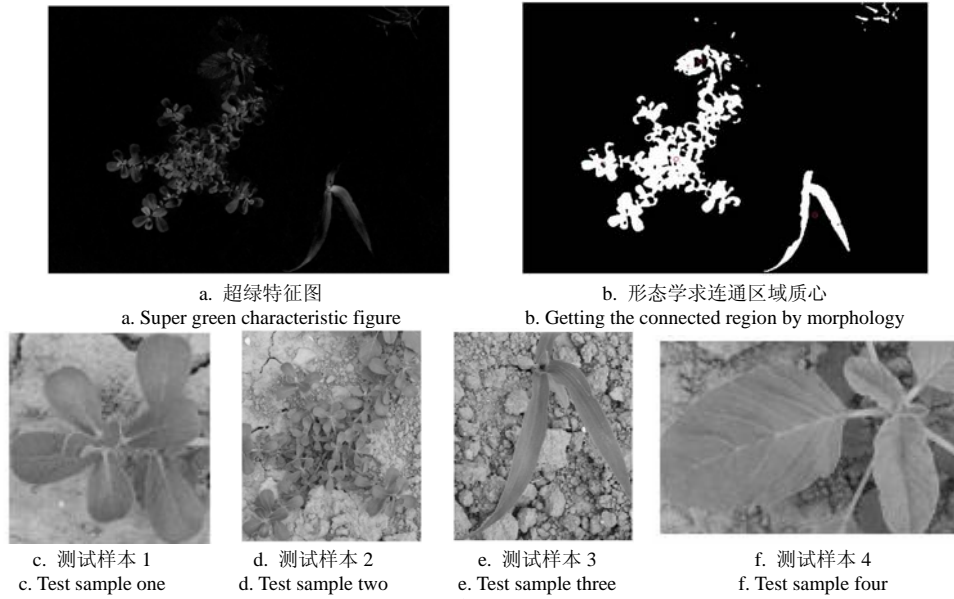 a. 超绿特征图
a. Super green characteristic figure
b. 形态学求连通区域质心
b. Getting the connected region by morphology
c. 测试样本 1
c. Test sample one
d. 测试样本 2
d. Test sample two
e. 测试样本 3
e. Test sample three
f. 测试样本 4
f. Test sample four